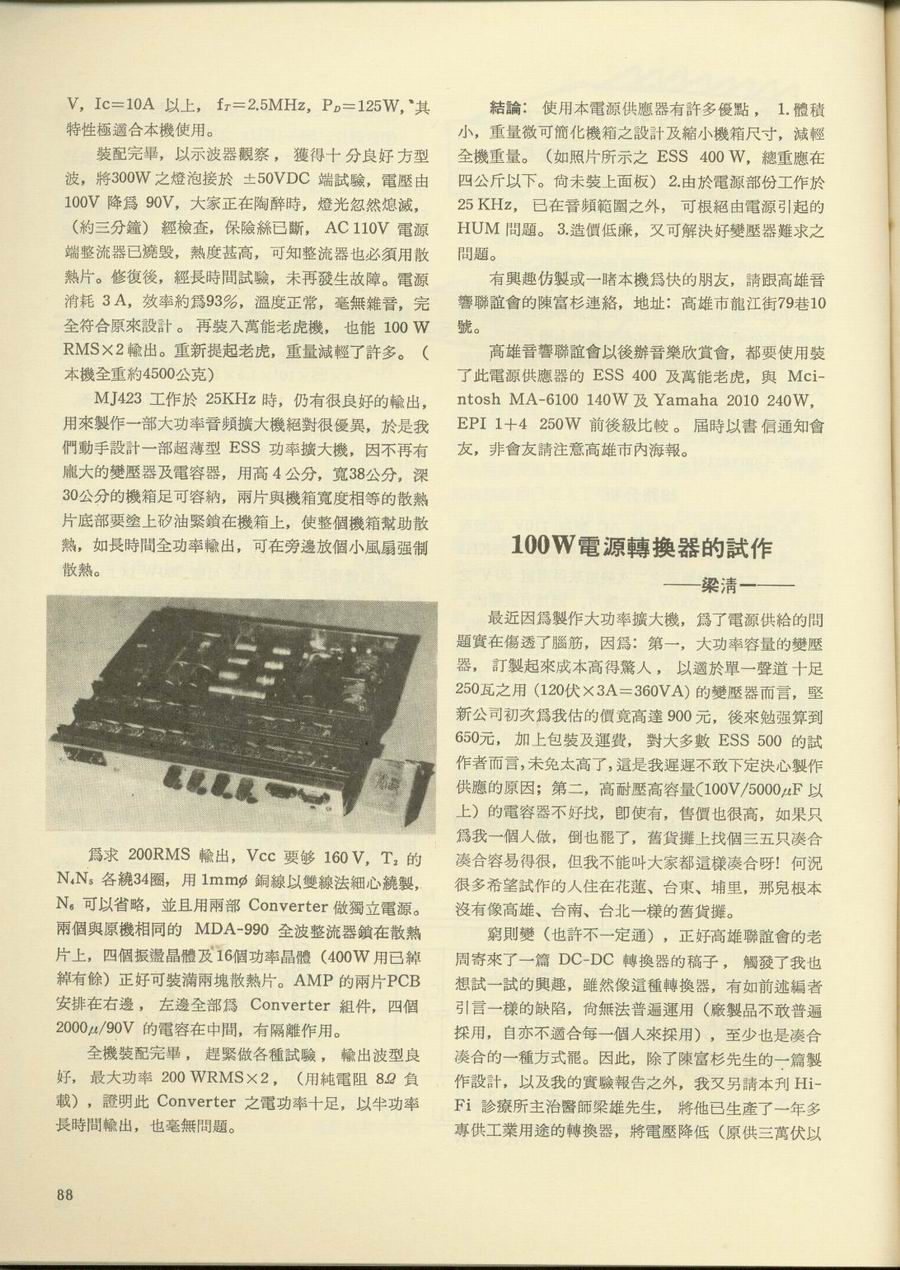 V，Ic＝10A 以上， fT＝2.5MHz，PD＝125W，其
特性極適合本機使用。
裝配完畢，以示波器觀察， 獲得十分良好方型
波，將300W 之燈泡接於 ±50VDC 端試驗，電壓由
100V 降爲 90V，大家正在陶醉時，燈光忽然熄滅，
（約三分鐘）經檢查，保險絲已斷， AC 110V 電源
端整流器已燒毀，熱度甚高，可知整流器也必須用散
熱片。修復後，經長時間試驗，未再發生故障。電源
消耗 3 A，效率約爲93%，溫度正常，毫無雜音，完
全符合原來設計。再裝入萬能老虎機， 也能 100 W
RMS×2 輸出。重新提起老虎，重量減輕了許多。（
本機全重約4500公克）
MJ423 工作於 25KHz 時，仍有很良好的輸出，
用來製作一部大功率音頻擴大機絕對很優異，於是我
們動手設計一部超薄型 ESS 功率擴大機，因不再有
龐大的變壓器及電容器，用高 4 公分，寬38公分，深
30公分的機箱足可容納，兩片與機箱寬度相等的散熱
片底部要塗上矽油緊鎖在機箱上，使整個機箱幫助散
熱，如長時間全功率輸出，可在旁邊放個小風扇强制
散熱。
爲求 200RMS 輸出，Vcc 要够 160 V，T₂ 的
N₄N₅ 各繞34圈，用 1mmø 銅線以雙線法細心繞製，
N₆ 可以省略，並且用兩部 Converter 做獨立電源。
兩個與原機相同的 MDA-990 全波整流器鎖在散熱
片上，四個振盪晶體及16個功率晶體（400W 用已綽
綽有餘）正好可裝滿兩塊散熱片。AMP 的兩片PCB
安排在右邊， 左邊全部爲 Converter 組件，四個
2000μ/90V 的電容在中間，有隔離作用。
全機裝配完畢， 趕緊做各種試驗， 輸出波型良
好，最大功率 200 WRMS×2，（用純電阻 8Ω 負
載），證明此 Converter 之電功率十足，以半功率
長時間輸出，也毫無問題。
88
結論： 使用本電源供應器有許多優點， 1. 體積
小，重量微可簡化機箱之設計及縮小機箱尺寸，減輕
全機重量。（如照片所示之 ESS 400 W，總重應在
四公斤以下。尙未裝上面板）2.由於電源部份工作於
25 KHz， 已在音頻範圍之外， 可根絕由電源引起的
HUM 問題。3.造價低廉，又可解決好變壓器難求之
問題。
有興趣仿製或一睹本機爲快的朋友，請跟高雄音
響聯誼會的陳富杉連絡，地址：高雄市龍江街79巷10
號。
高雄音響聯誼會以後辦音樂欣賞會，都要使用裝
了此電源供應器的 ESS 400 及萬能老虎，與 Mci-
ntosh MA-6100 140W 及 Yamaha 2010 240W，
EPI 1+4 250W 前後級比較。 屆時以書信通知會
友，非會友請注意高雄市內海報。
100W電源轉換器的試作
——梁淸一——
最近因爲製作大功率擴大機，爲了電源供給的問
題實在傷透了腦筋，因爲：第一，大功率容量的變壓
器， 訂製起來成本高得驚人， 以適於單一聲道十足
250瓦之用 (120伏×3A＝360VA) 的變壓器而言，堅
新公司初次爲我估的價竟高達 900 元，後來勉强算到
650元， 加上包裝及運費， 對大多數 ESS 500 的試
作者而言，未免太高了，這是我遲遲不敢下定決心製作
供應的原因；第二，高耐壓高容量(100V/5000μF 以
上）的電容器不好找，卽使有，售價也很高，如果只
爲我一個人做，倒也罷了，舊貨攤上找個三五只凑合
凑合容易得很，但我不能叫大家都這樣凑合呀！何況
很多希望試作的人住在花蓮、台東、埔里，那兒根本
沒有像高雄、台南、台北一樣的舊貨攤。
窮則變（也許不一定通），正好高雄聯誼會的老
周寄來了一篇 DC-DC 轉換器的稿子， 觸發了我也
想試一試的興趣，雖然像這種轉換器，有如前述編者
引言一樣的缺陷，尙無法普遍運用（廠製品不敢普遍
採用，自亦不適合每一個人來採用），至少也是凑合
凑合的一種方式罷。因此，除了陳富杉先生的一篇製
作設計，以及我的實驗報告之外，我又另請本刋 Hi-
Fi 診療所主治醫師梁雄先生， 將他已生產了一年多
專供工業用途的轉換器，將電壓降低（原供三萬伏以